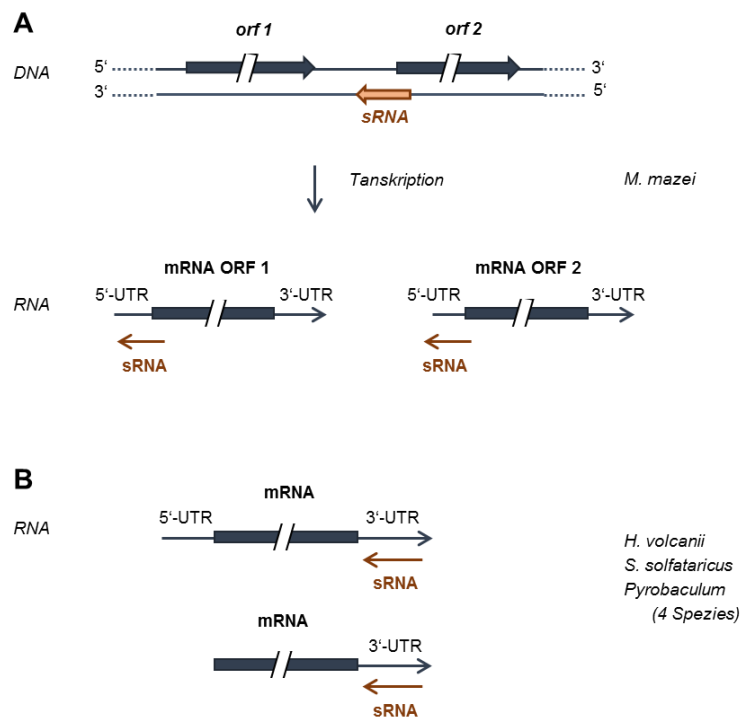 A
orf 1 orf 2
DNA 5‘ 3‘
3‘ 5‘
sRNA
Tanskription M. mazei
mRNA ORF 1 mRNA ORF 2
RNA 5‘-UTR 3‘-UTR 5‘-UTR 3‘-UTR
sRNA sRNA
B
mRNA
RNA 5‘-UTR 3‘-UTR
sRNA
H. volcanii
S. solfataricus
Pyrobaculum
(4 Spezies)
mRNA
3‘-UTR
sRNA